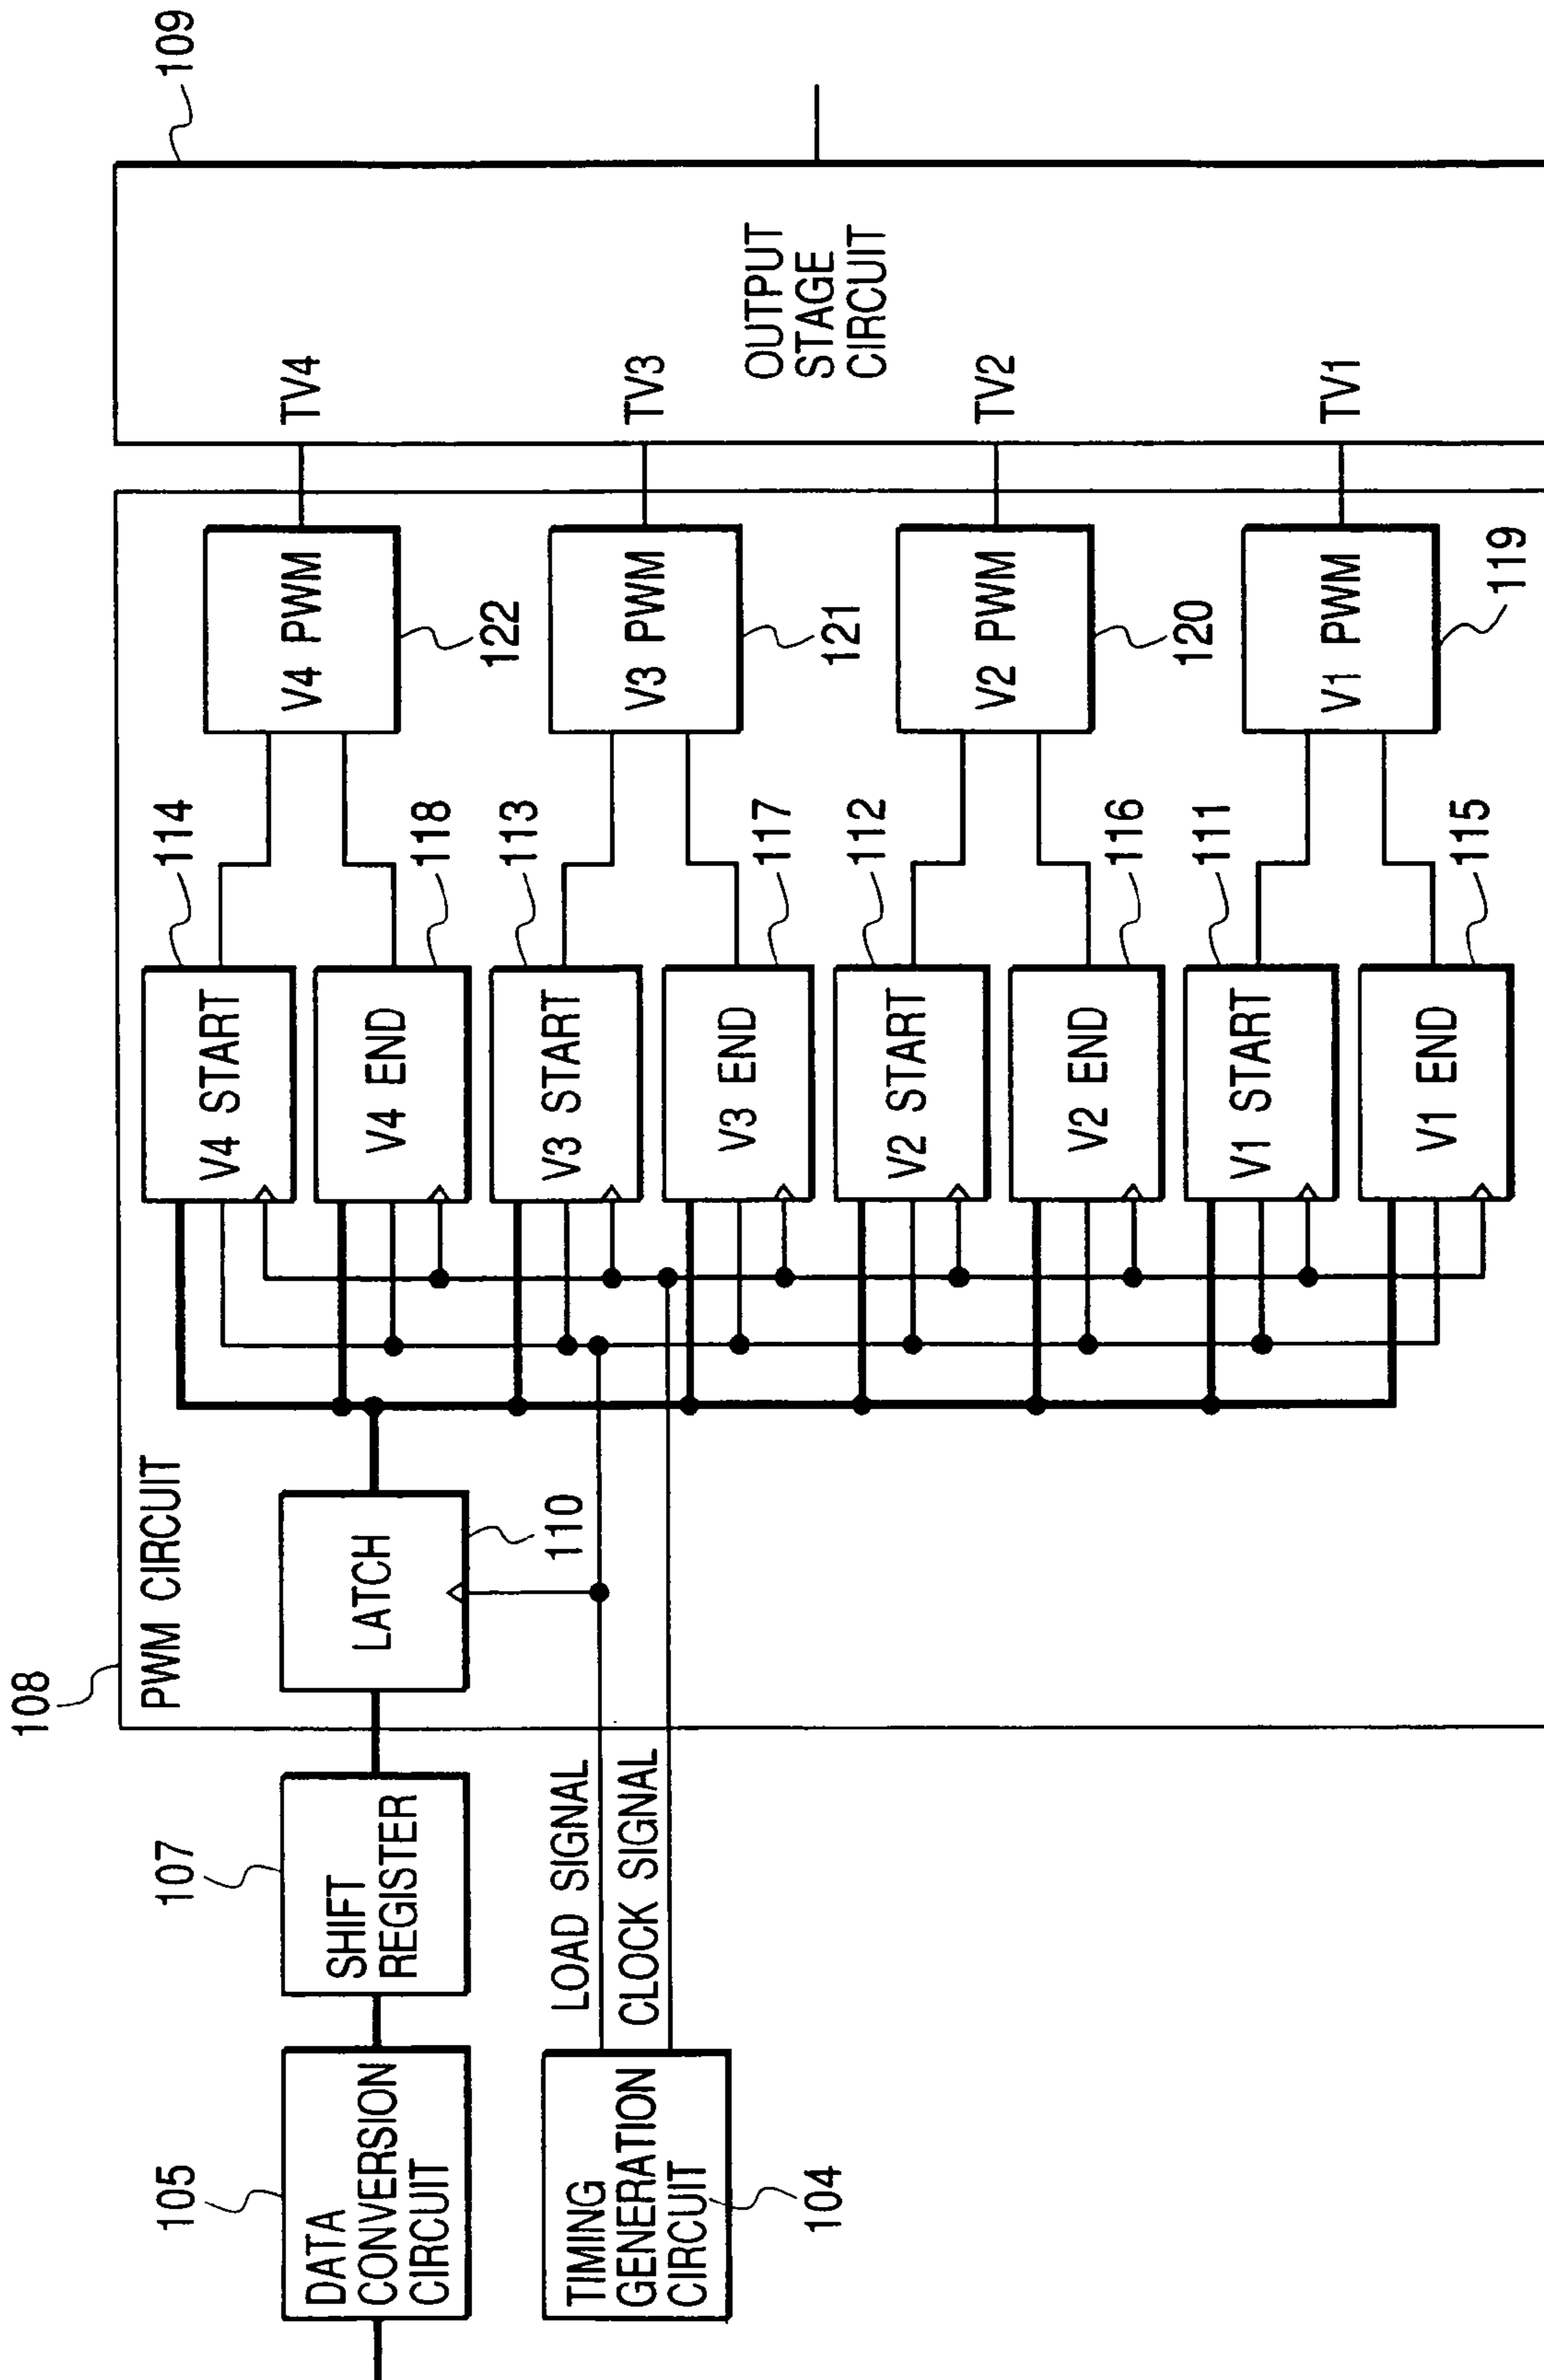 108
109
PWM CIRCUIT
105
DATA
CONVERSION
CIRCUIT
107
SHIFT
REGISTER
LATCH
110
TIMING
GENERATION
CIRCUIT
104
LOAD SIGNAL
CLOCK SIGNAL
V4 START
114
V4 END
118
V4 PWM
122
TV4
V3 START
113
V3 END
117
V3 PWM
121
TV3
V2 START
112
V2 END
116
V2 PWM
120
TV2
V1 START
111
V1 END
115
V1 PWM
119
TV1
OUTPUT
STAGE
CIRCUIT